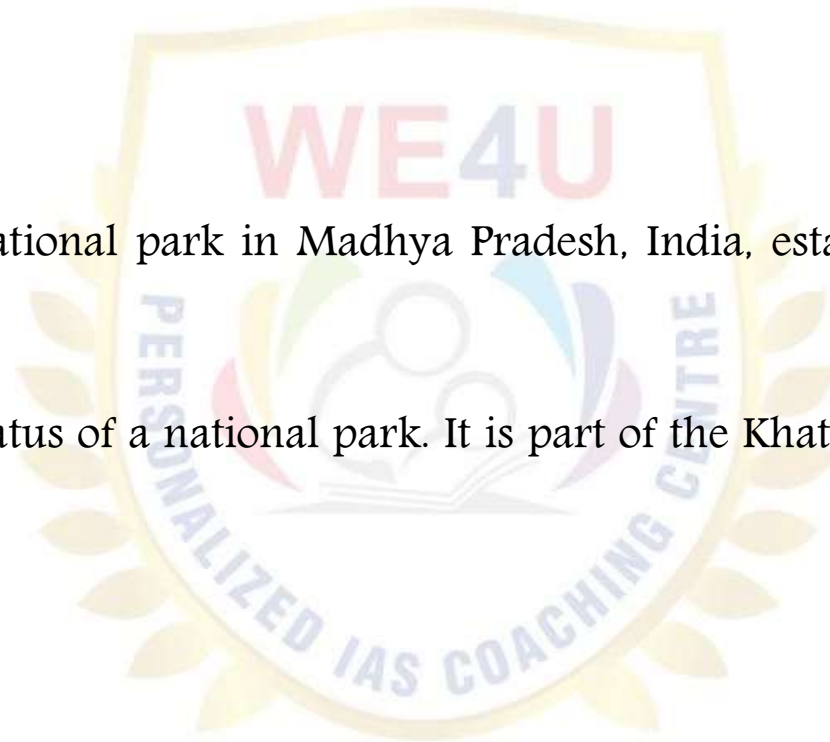 WE4U
ational park in Madhya Pradesh, India, esta
atus of a national park. It is part of the Khat
PERSONALIZED IAS COACHING CENTRE